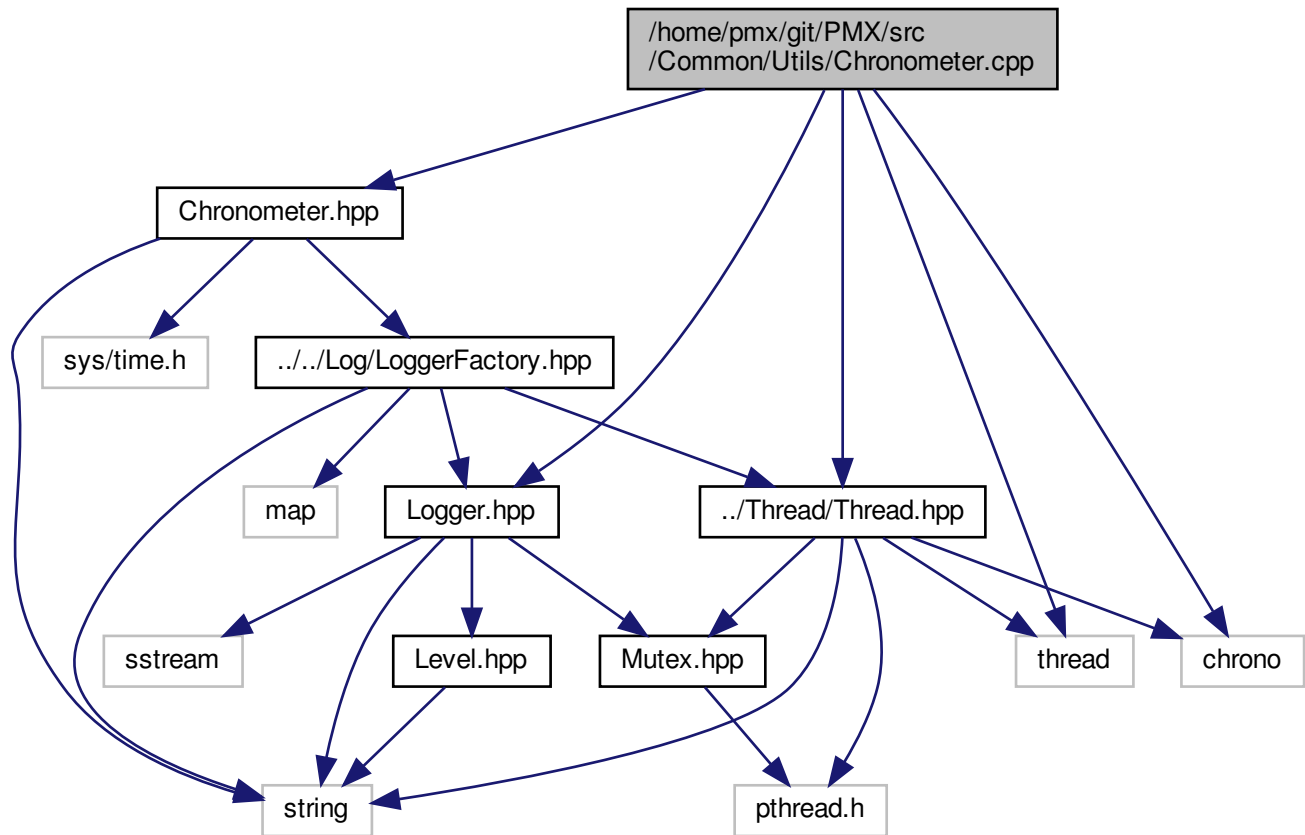 /home/pmx/git/PMX/src
/Common/Utils/Chronometer.cpp
Chronometer.hpp
sys/time.h
../../Log/LoggerFactory.hpp
map
Logger.hpp
../Thread/Thread.hpp
sstream
Level.hpp
Mutex.hpp
thread
chrono
string
pthread.h